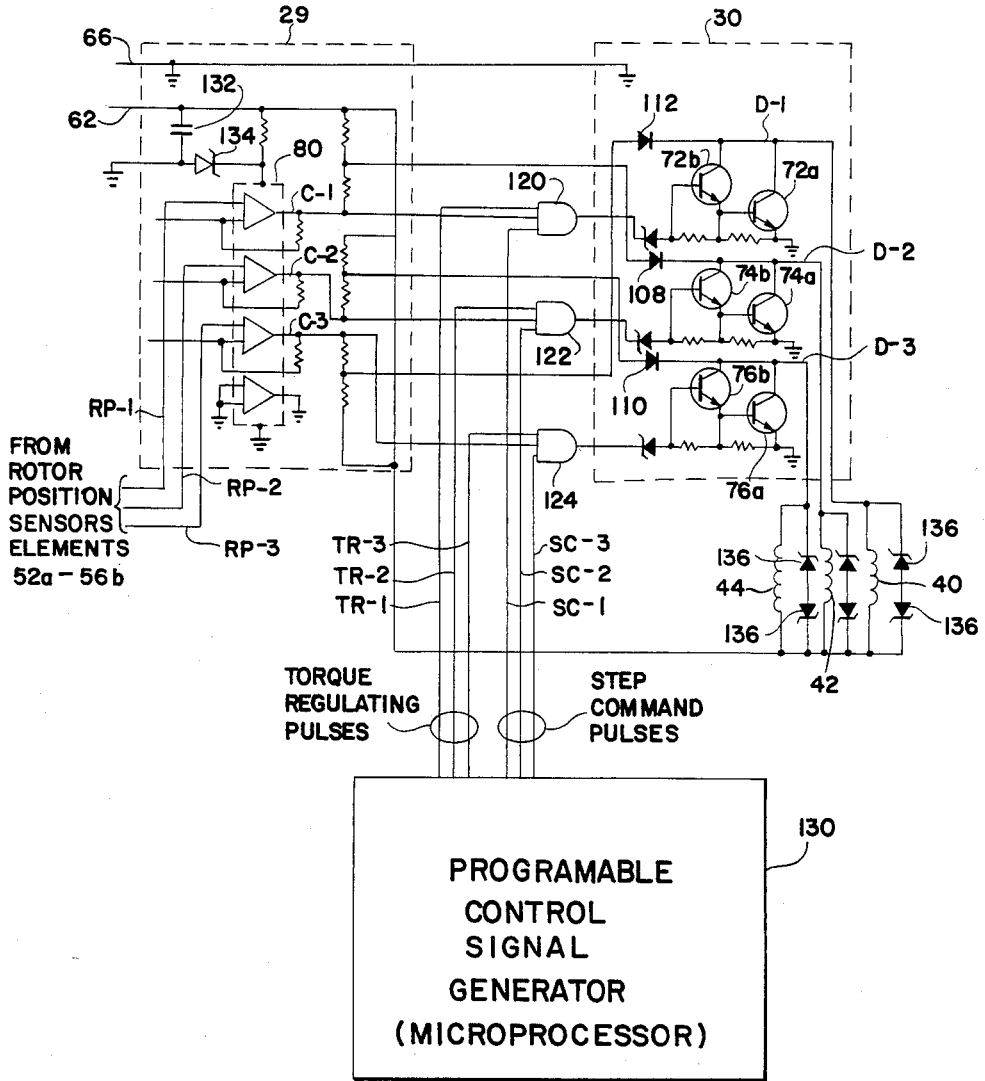 29
30
66
132
62
134
80
112
D-1
72b
72a
120
C-1
C-2
C-3
108
D-2
74b
74a
122
D-3
110
76b
RP-1
124
76a
FROM
ROTOR
POSITION
SENSORS
ELEMENTS
52a-56b
RP-2
RP-3
TR-3
TR-2
TR-1
SC-3
SC-2
SC-1
136
136
44
40
136
136
42
TORQUE
REGULATING
PULSES
STEP
COMMAND
PULSES
130
PROGRAMABLE
CONTROL
SIGNAL
GENERATOR
(MICROPROCESSOR)